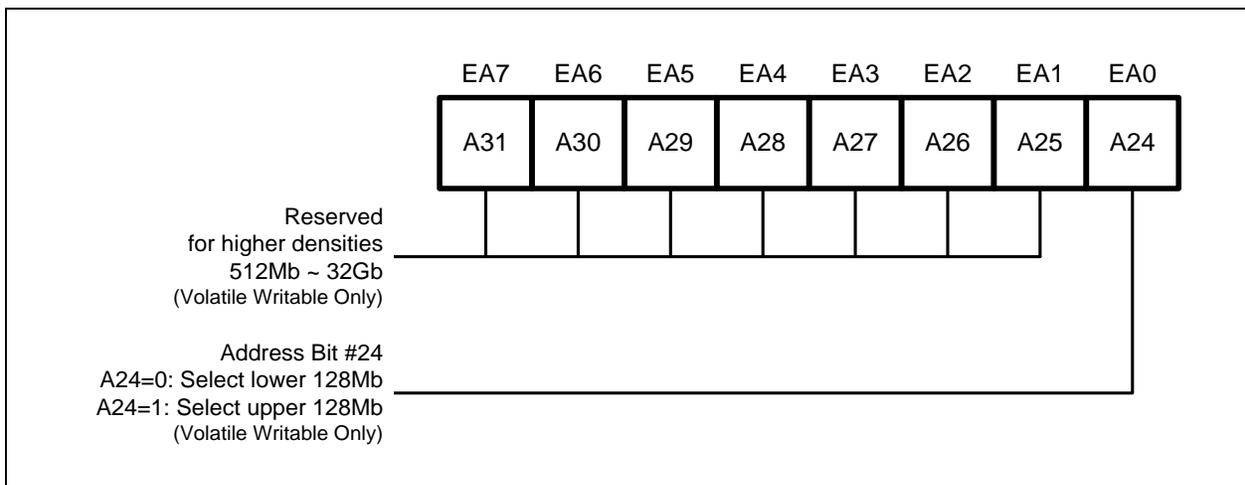 EA7 EA6 EA5 EA4 EA3 EA2 EA1 EA0
A31 A30 A29 A28 A27 A26 A25 A24
Reserved
for higher densities
512Mb ~ 32Gb
(Volatile Writable Only)
Address Bit #24
A24=0: Select lower 128Mb
A24=1: Select upper 128Mb
(Volatile Writable Only)